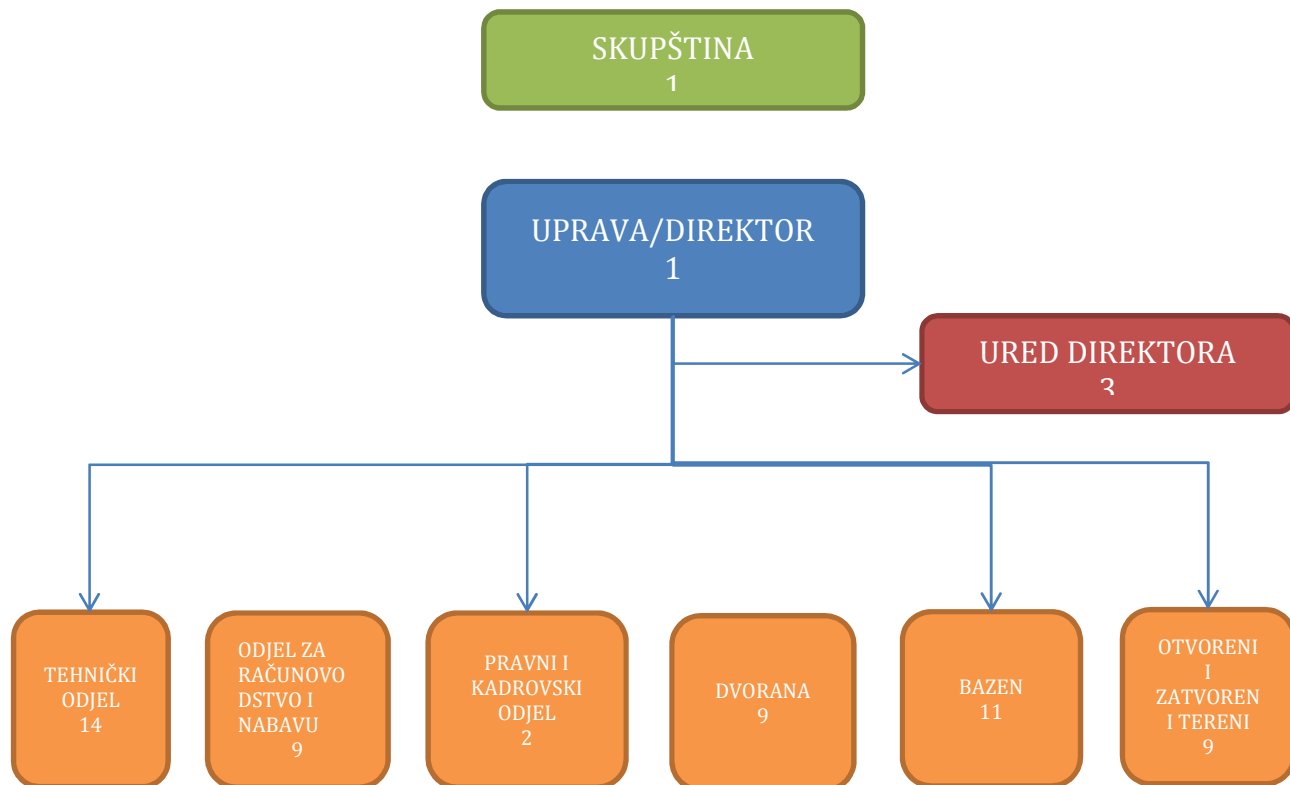 SKUPŠTINA
1
UPRAVA/DIREKTOR
1
URED DIREKTORA
3
TEHNIČKI
ODJEL
14
ODJEL ZA
RAČUNOVO
DSTVO I
NABAVU
9
PRAVNI I
KADROVSKI
ODJEL
2
DVORANA
9
BAZEN
11
OTVORENI
I
ZATVOREN
I TERENI
9